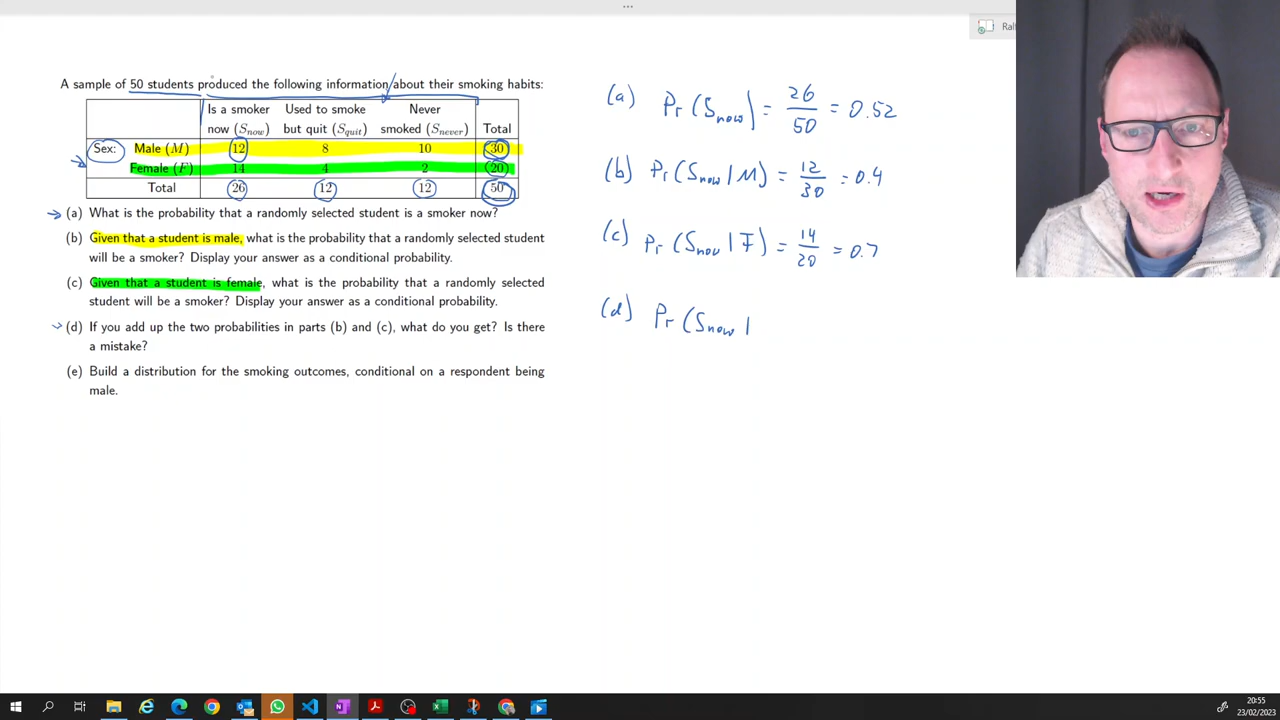 Ral
A sample of 50 students produced the following information about their smoking habits:
Is a smoker Used to smoke Never
now (S_now) but quit (S_quit) smoked (S_never) Total
Sex: Male (M) 12 8 10 30
Female (F) 14 4 2 20
Total 26 12 12 50
(a) What is the probability that a randomly selected student is a smoker now?
(b) Given that a student is male, what is the probability that a randomly selected student
will be a smoker? Display your answer as a conditional probability.
(c) Given that a student is female, what is the probability that a randomly selected
student will be a smoker? Display your answer as a conditional probability.
(d) If you add up the two probabilities in parts (b) and (c), what do you get? Is there
a mistake?
(e) Build a distribution for the smoking outcomes, conditional on a respondent being
male.
(a) Pr (S_now) = 26/50 = 0.52
(b) Pr (S_now | M) = 12/30 = 0.4
(c) Pr (S_now | F) = 14/20 = 0.7
(d) Pr (S_now |
20:55
23/02/2023